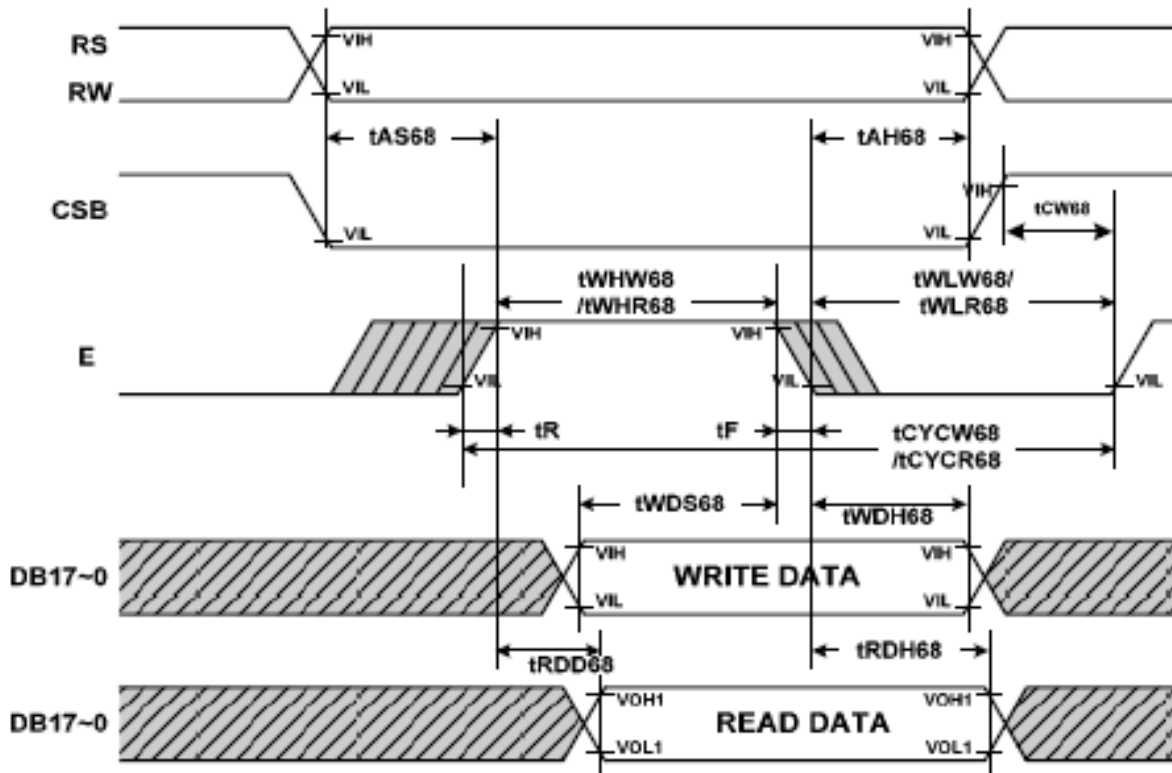 RS
VIH
VIH
RW
VIL
VIL
tAS68
tAH68
CSB
VIH
tCW68
VIL
VIL
tWHW68
/tWHR68
tWLW68/
tWLR68
E
VIH
VIH
VIL
VIL
VIL
tR
tF
tCYCW68
/tCYCR68
tWDS68
tWDH68
DB17~0
VIH
WRITE DATA
VIH
VIL
VIL
tRDD68
tRDH68
DB17~0
VOH1
READ DATA
VOH1
VOL1
VOL1